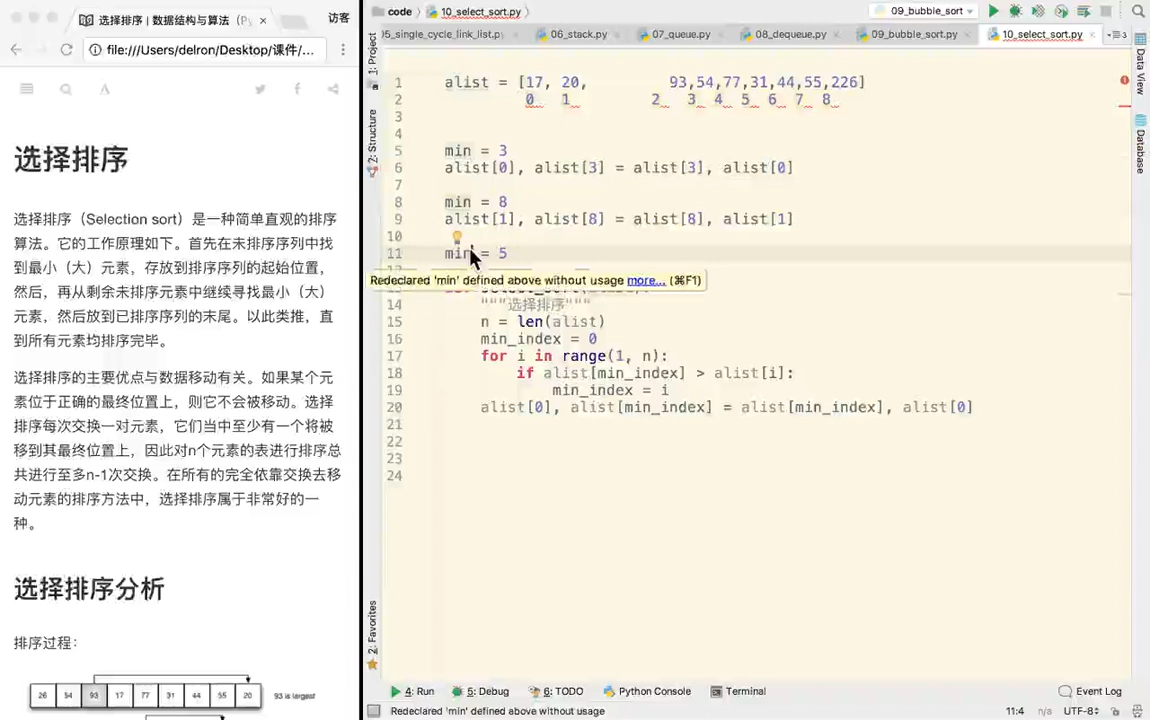 选择排序 | 数据结构与算法 (Py
访客
file:///Users/delron/Desktop/课件/...
选择排序
选择排序（Selection sort）是一种简单直观的排序
算法。它的工作原理如下。首先在未排序序列中找
到最小（大）元素，存放到排序序列的起始位置，
然后，再从剩余未排序元素中继续寻找最小（大）
元素，然后放到已排序序列的末尾。以此类推，直
到所有元素均排序完毕。
选择排序的主要优点与数据移动有关。如果某个元
素位于正确的最终位置上，则它不会被移动。选择
排序每次交换一对元素，它们当中至少有一个将被
移到其最终位置上，因此对n个元素的表进行排序总
共进行至多n-1次交换。在所有的完全依靠交换去移
动元素的排序方法中，选择排序属于非常好的一
种。
选择排序分析
排序过程：
26 54 93 17 77 31 44 55 20 93 is largest
code 10_select_sort.py 09_bubble_sort
05_single_cycle_link_list.py 06_stack.py 07_queue.py 08_dequeue.py 09_bubble_sort.py 10_select_sort.py
1: Project
7: Structure
2: Favorites
Data View
Database
1 alist = [17, 20, 93,54,77,31,44,55,226]
2 0 1 2 3 4 5 6 7 8
3
4
5 min = 3
6 alist[0], alist[3] = alist[3], alist[0]
7
8 min = 8
9 alist[1], alist[8] = alist[8], alist[1]
10
11 min = 5
Redeclared 'min' defined above without usage more... (⌘F1)
14 """选择排序"""
15 n = len(alist)
16 min_index = 0
17 for i in range(1, n):
18 if alist[min_index] > alist[i]:
19 min_index = i
20 alist[0], alist[min_index] = alist[min_index], alist[0]
21
22
23
24
4: Run 5: Debug 6: TODO Python Console Terminal Event Log
Redeclared 'min' defined above without usage 11:4 n/a UTF-8